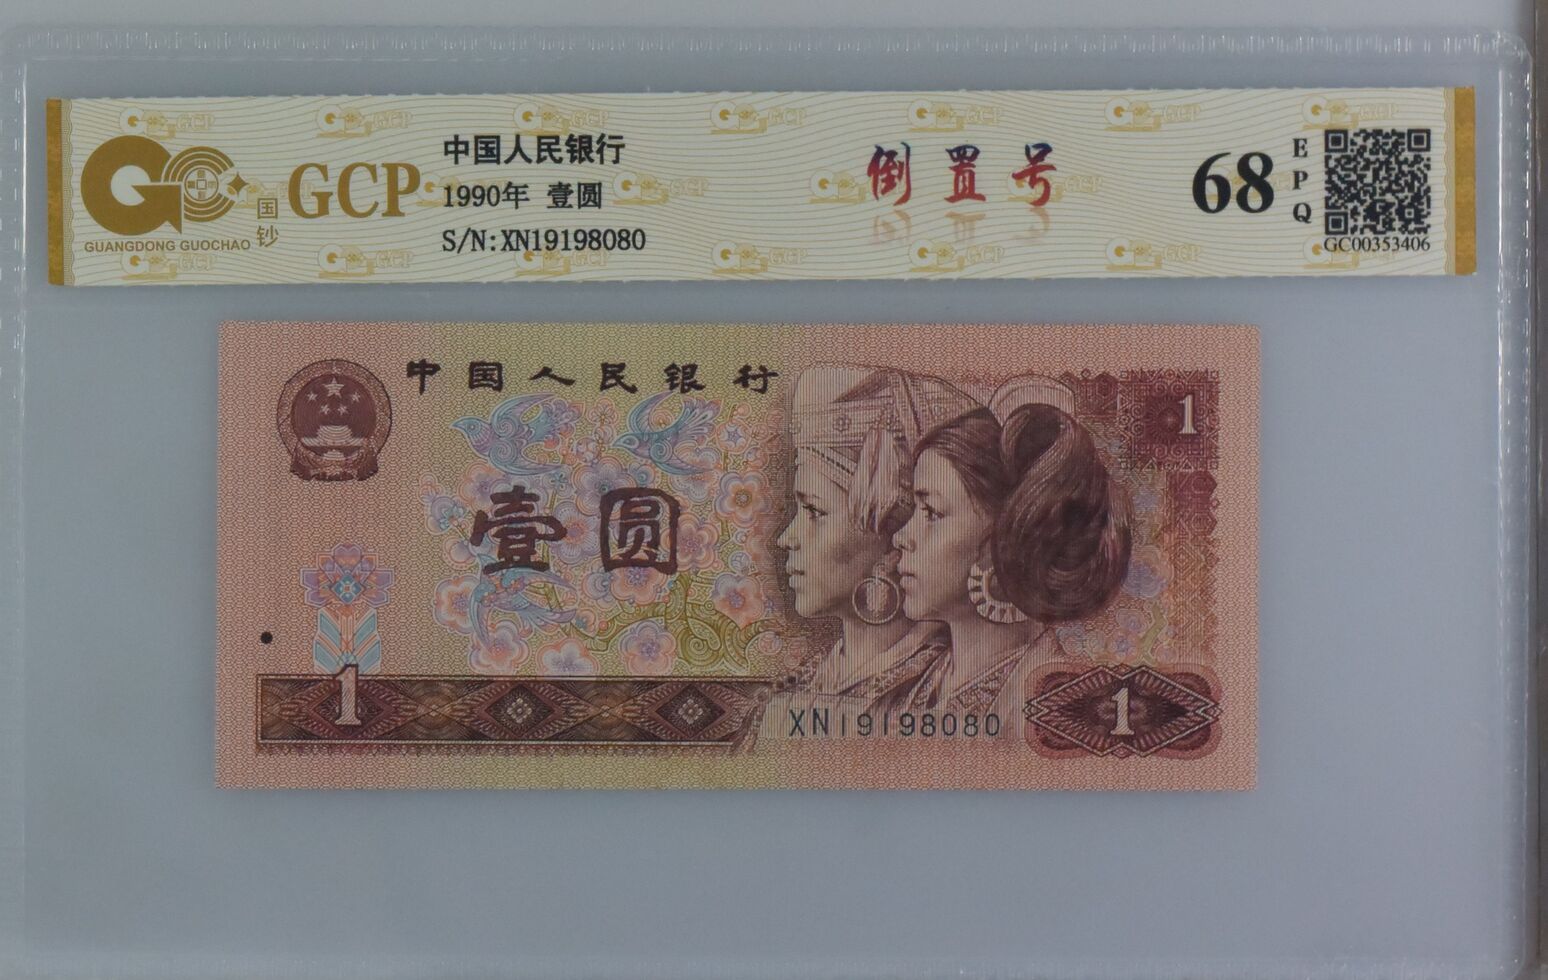 GCP
国钞
GUANGDONG GUOCHAO
中国人民银行
1990年 壹圆
S/N:XN19198080
倒置号
68
EPQ
GC00353406
中国人民银行
1
壹圆
1
XN19198080
1